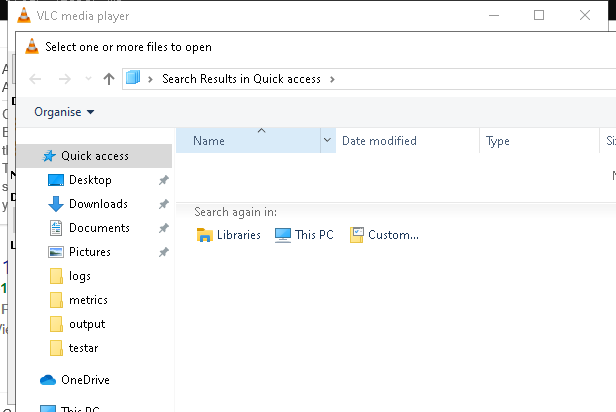 VLC media player
Select one or more files to open
Search Results in Quick access
Organise
Name Date modified Type
Quick access
Desktop
Downloads
Documents
Pictures
logs
metrics
output
testar
OneDrive
This PC
Search again in:
Libraries This PC Custom...